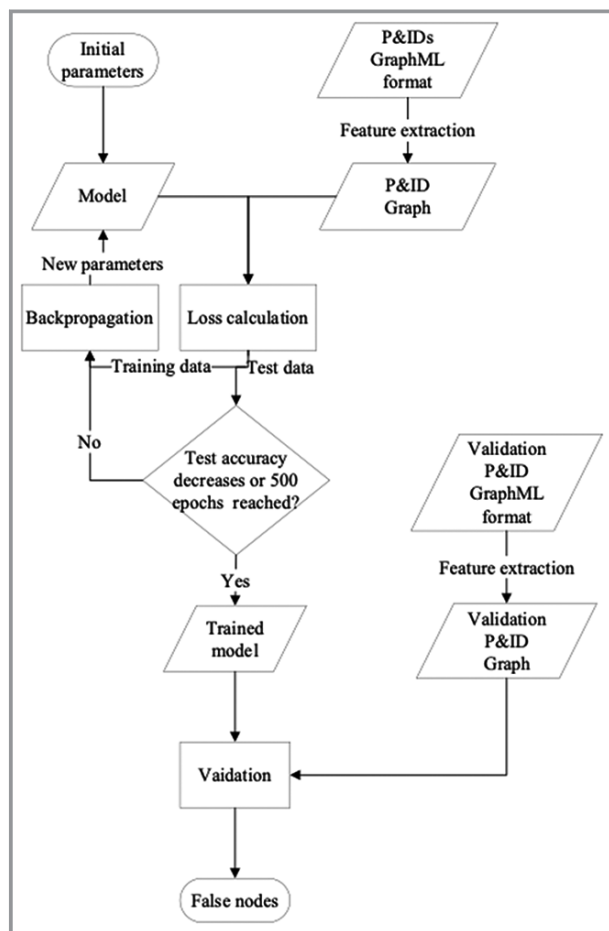 Initial
parameters
P&IDs
GraphML
format
Feature extraction
Model
P&ID
Graph
New parameters
Backpropagation
Loss calculation
Training data
Test data
No
Test accuracy
decreases or 500
epochs reached?
Validation
P&ID
GraphML
format
Feature extraction
Yes
Trained
model
Validation
P&ID
Graph
Vaidation
False nodes